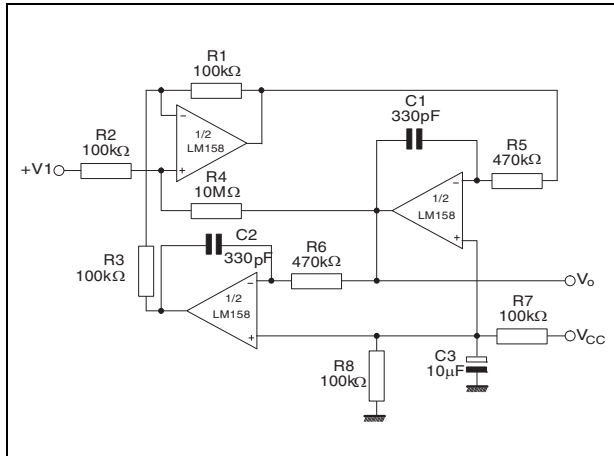 R1
100kΩ
C1
330pF
R2
100kΩ
1/2
LM158
R5
470kΩ
+V1
R4
10MΩ
1/2
LM158
C2
330pF
R6
470kΩ
R3
100kΩ
Vo
R7
100kΩ
1/2
LM158
R8
100kΩ
C3
10µF
VCC